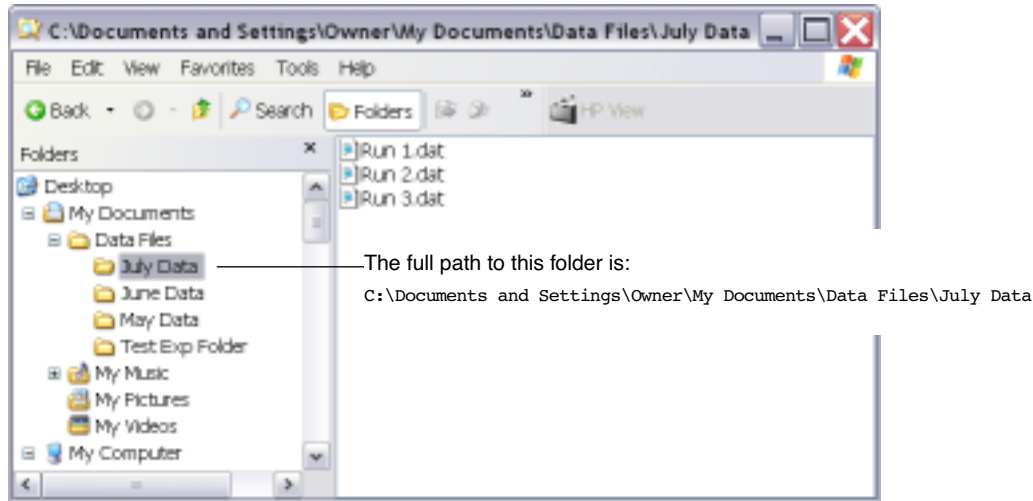 C:\Documents and Settings\Owner\My Documents\Data Files\July Data
File Edit View Favorites Tools Help
Back Search Folders » HP View
Folders
Desktop
My Documents
Data Files
July Data
June Data
May Data
Test Exp Folder
My Music
My Pictures
My Videos
My Computer
Run 1.dat
Run 2.dat
Run 3.dat
The full path to this folder is:
C:\Documents and Settings\Owner\My Documents\Data Files\July Data